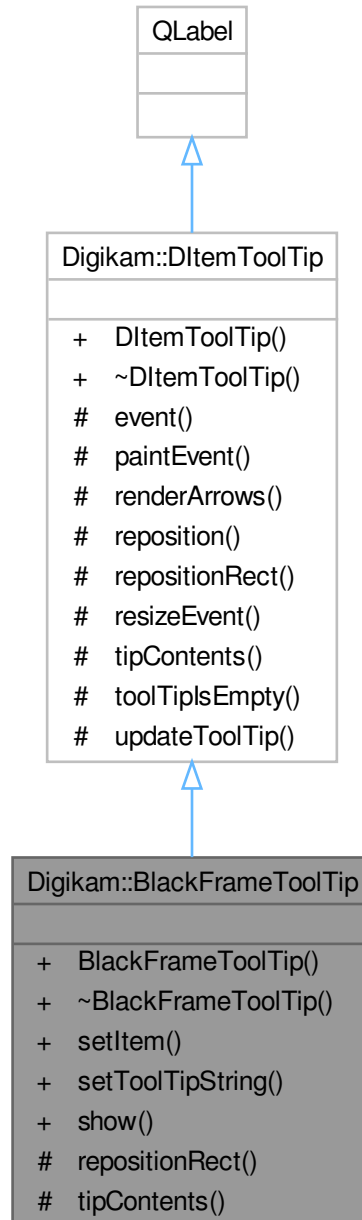 QLabel
Digikam::DItemToolTip
+ DItemToolTip()
+ ~DItemToolTip()
# event()
# paintEvent()
# renderArrows()
# reposition()
# repositionRect()
# resizeEvent()
# tipContents()
# toolTipIsEmpty()
# updateToolTip()
Digikam::BlackFrameToolTip
+ BlackFrameToolTip()
+ ~BlackFrameToolTip()
+ setItem()
+ setToolTipString()
+ show()
# repositionRect()
# tipContents()